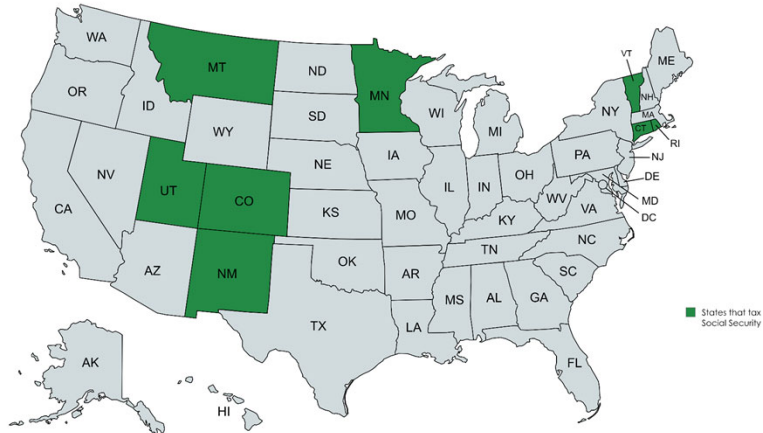 WA
MT
ND
MN
VT
ME
OR
ID
SD
WI
NY
NH
MA
CT
RI
WY
MI
IA
PA
NJ
NV
UT
NE
IL
IN
OH
DE
MD
DC
CA
CO
KS
MO
WV
VA
KY
AZ
NM
OK
AR
TN
NC
SC
MS
AL
GA
TX
LA
FL
AK
HI
States that tax
Social Security